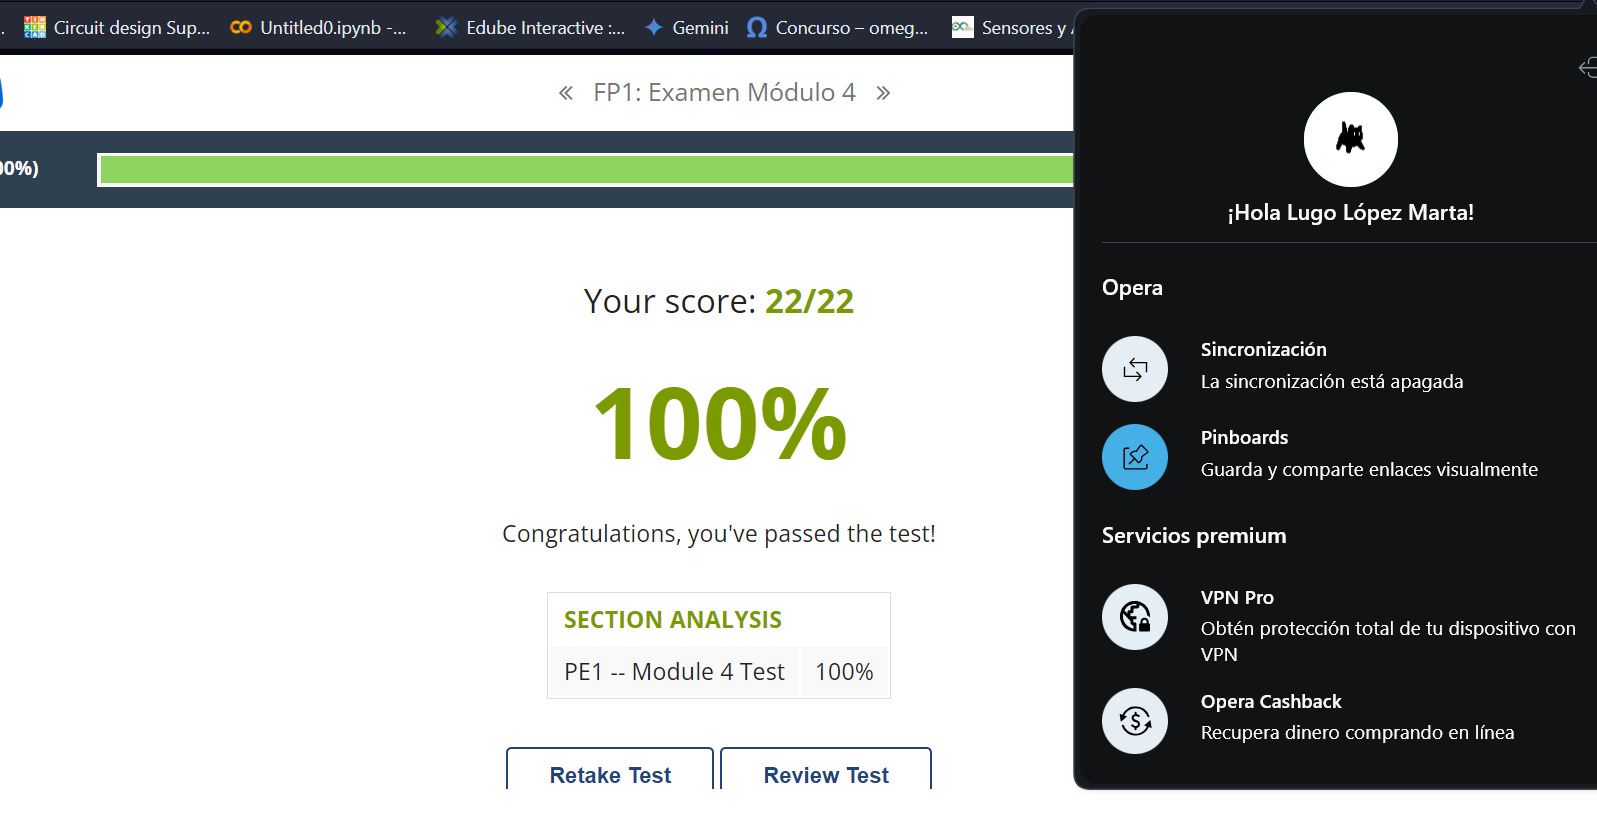 Circuit design Sup... Untitled0.ipynb -... Edube Interactive :... Gemini Concurso – omeg... Sensores y
« FP1: Examen Módulo 4 »
00%)
Your score: 22/22
100%
Congratulations, you've passed the test!
SECTION ANALYSIS
PE1 -- Module 4 Test 100%
Retake Test Review Test
¡Hola Lugo López Marta!
Opera
Sincronización
La sincronización está apagada
Pinboards
Guarda y comparte enlaces visualmente
Servicios premium
VPN Pro
Obtén protección total de tu dispositivo con
VPN
Opera Cashback
Recupera dinero comprando en línea